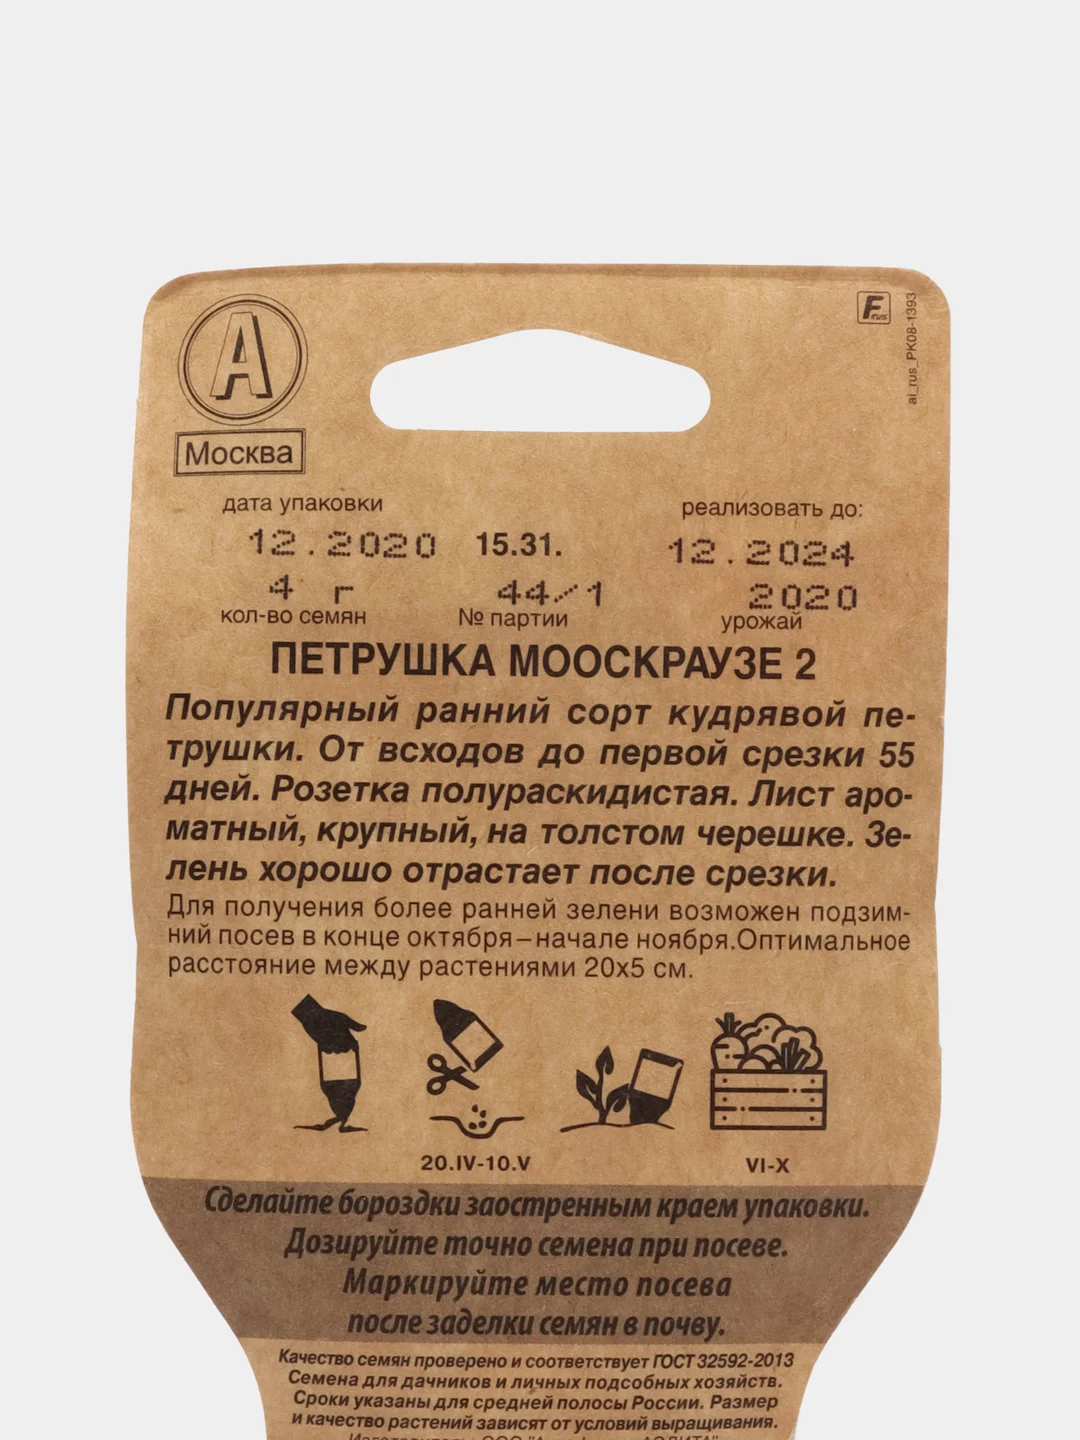 А
Москва
F
rus
ai_rus_PK08-1393
дата упаковки
реализовать до:
12.2020 15.31. 12.2024
4 г 44/1 2020
кол-во семян № партии урожай
ПЕТРУШКА МООСКРАУЗЕ 2
Популярный ранний сорт кудрявой пе-
трушки. От всходов до первой срезки 55
дней. Розетка полураскидистая. Лист аро-
матный, крупный, на толстом черешке. Зе-
лень хорошо отрастает после срезки.
Для получения более ранней зелени возможен подзим-
ний посев в конце октября–начале ноября.Оптимальное
расстояние между растениями 20х5 см.
20.IV-10.V
VI-X
Сделайте бороздки заостренным краем упаковки.
Дозируйте точно семена при посеве.
Маркируйте место посева
после заделки семян в почву.
Качество семян проверено и соответствует ГОСТ 32592-2013
Семена для дачников и личных подсобных хозяйств.
Сроки указаны для средней полосы России. Размер
и качество растений зависят от условий выращивания.